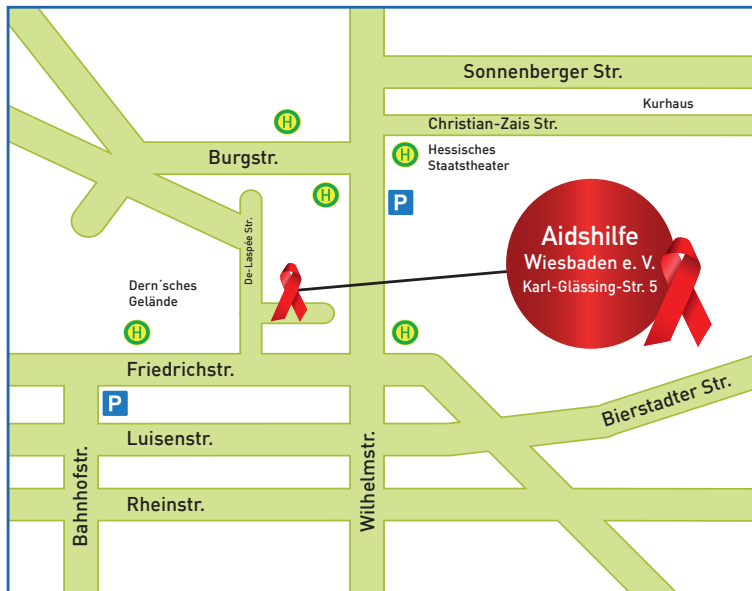 Sonnenberger Str.
Kurhaus
Christian-Zais Str.
H
Burgstr.
H
Hessisches
Staatstheater
H
P
De-Laspée Str.
Aidshilfe
Wiesbaden e. V.
Karl-Glässing-Str. 5
Dern´sches
Gelände
H
H
Friedrichstr.
P
Bierstadter Str.
Luisenstr.
Bahnhofstr.
Wilhelmstr.
Rheinstr.